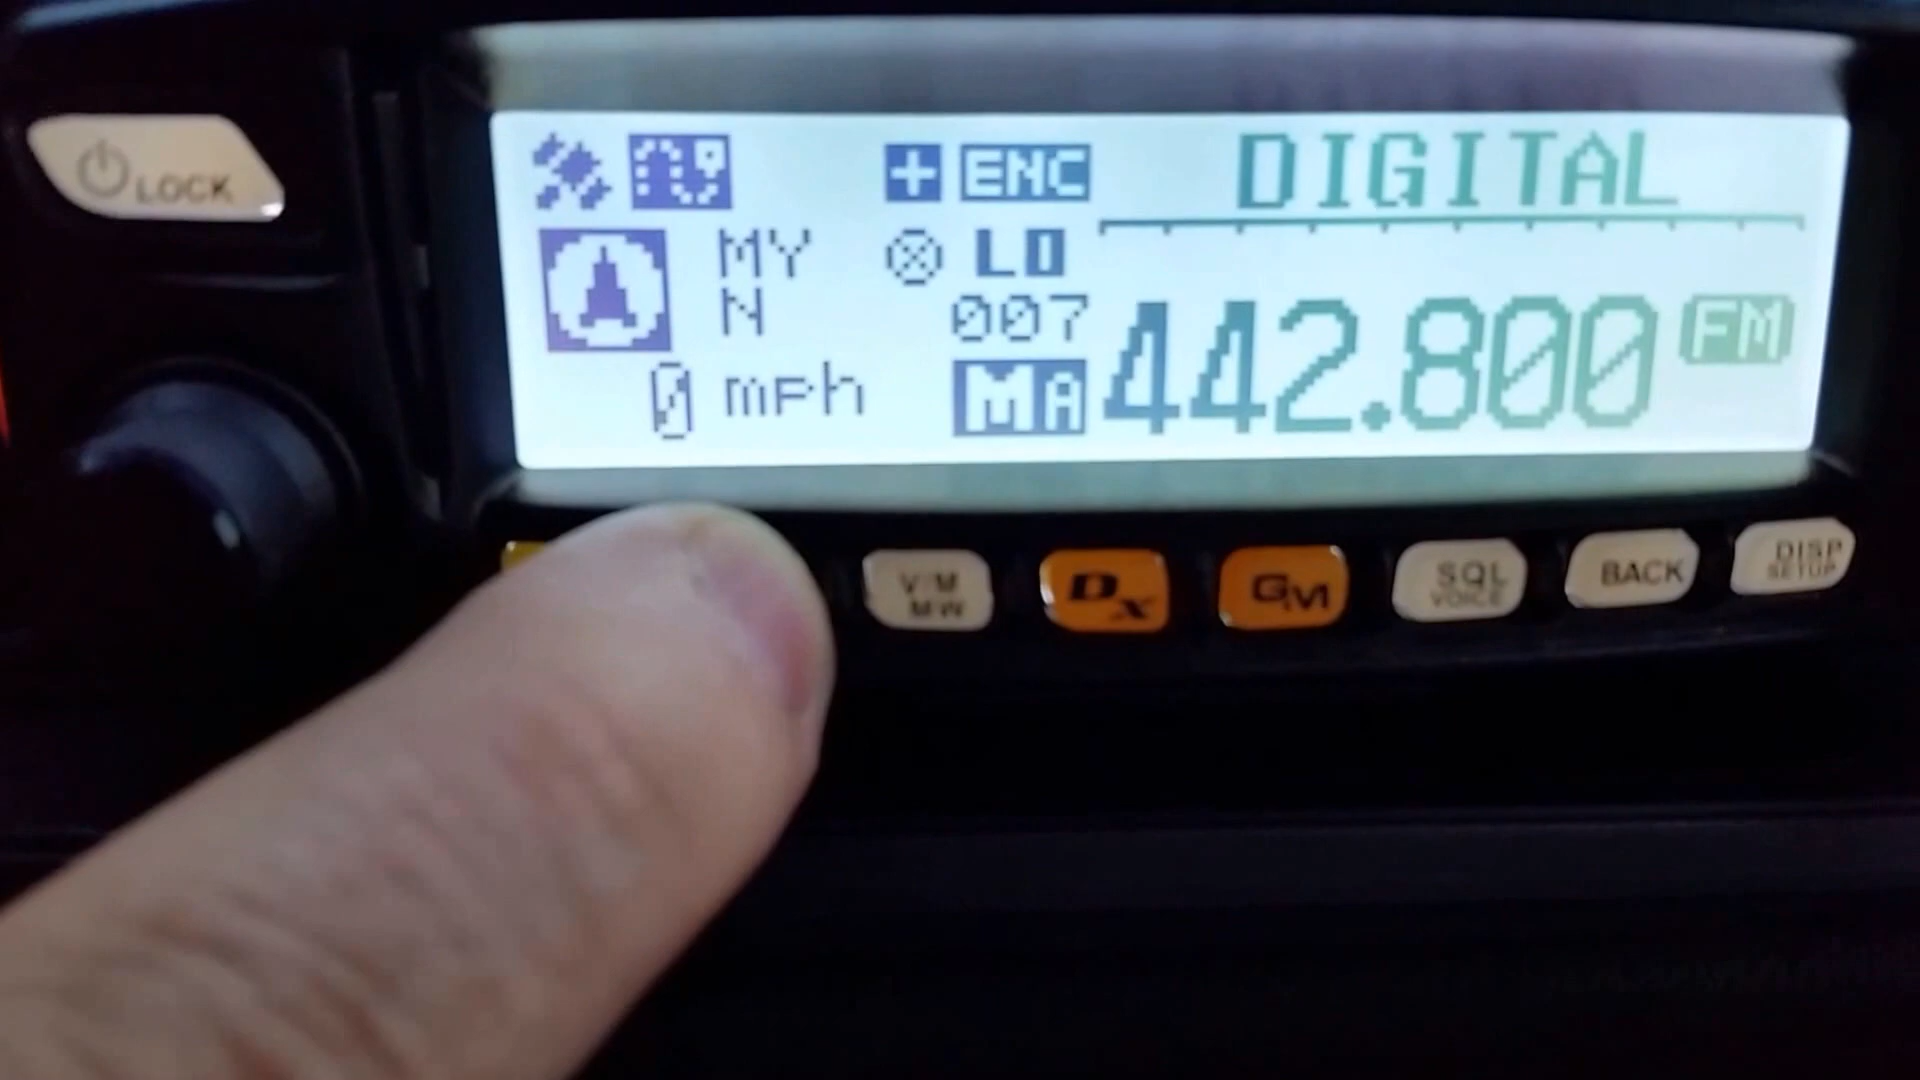 LOCK
+ ENC DIGITAL
MY LO
N 007
0 mph MA 442.800 FM
V/M
MW
DX
GM
SQL
VOICE
BACK
DISP
SETUP